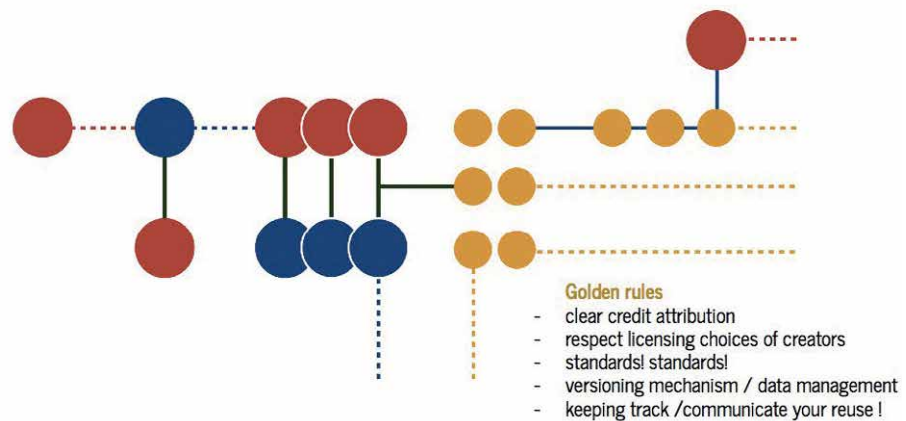 Golden rules
- clear credit attribution
- respect licensing choices of creators
- standards! standards!
- versioning mechanism / data management
- keeping track /communicate your reuse !